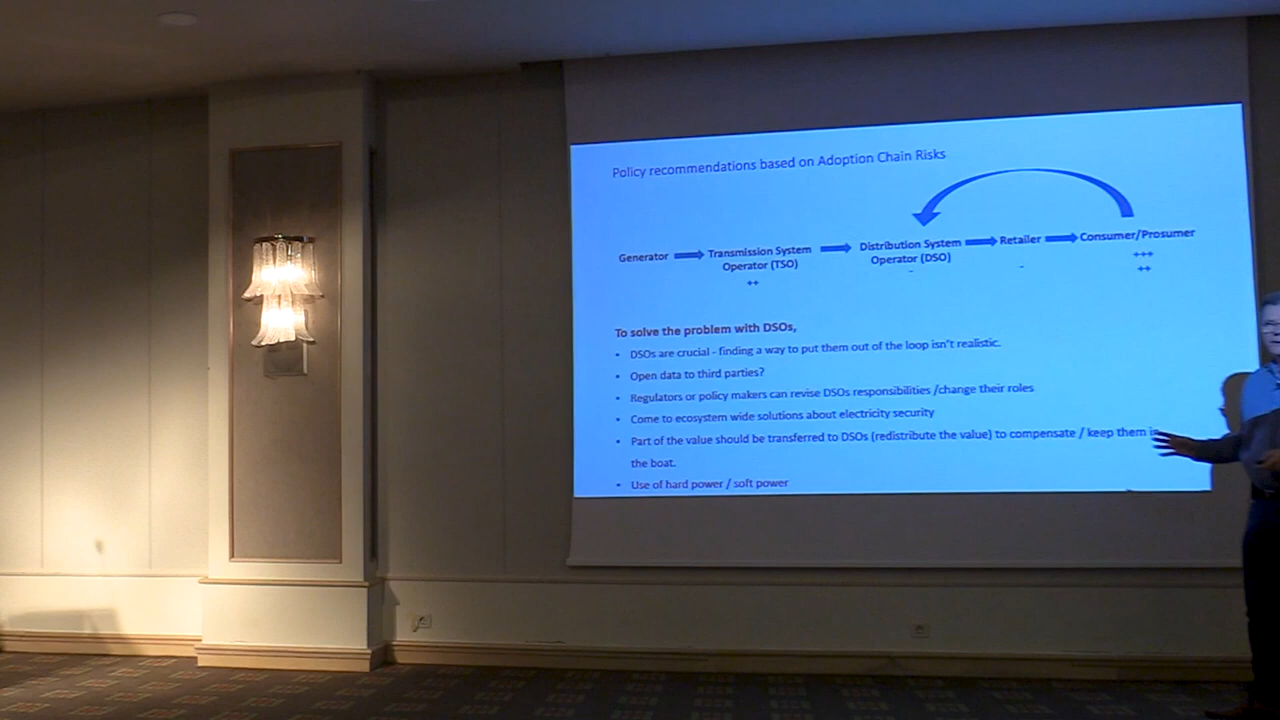 Policy recommendations based on Adoption Chain Risks
Generator Transmission System Distribution System Retailer Consumer/Prosumer
Operator (TSO) Operator (DSO)
++ - - +++
++
To solve the problem with DSOs,
• DSOs are crucial - finding a way to put them out of the loop isn't realistic.
• Open data to third parties?
• Regulators or policy makers can revise DSOs responsibilities /change their roles
• Come to ecosystem wide solutions about electricity security
• Part of the value should be transferred to DSOs (redistribute the value) to compensate / keep them in
the boat.
• Use of hard power / soft power